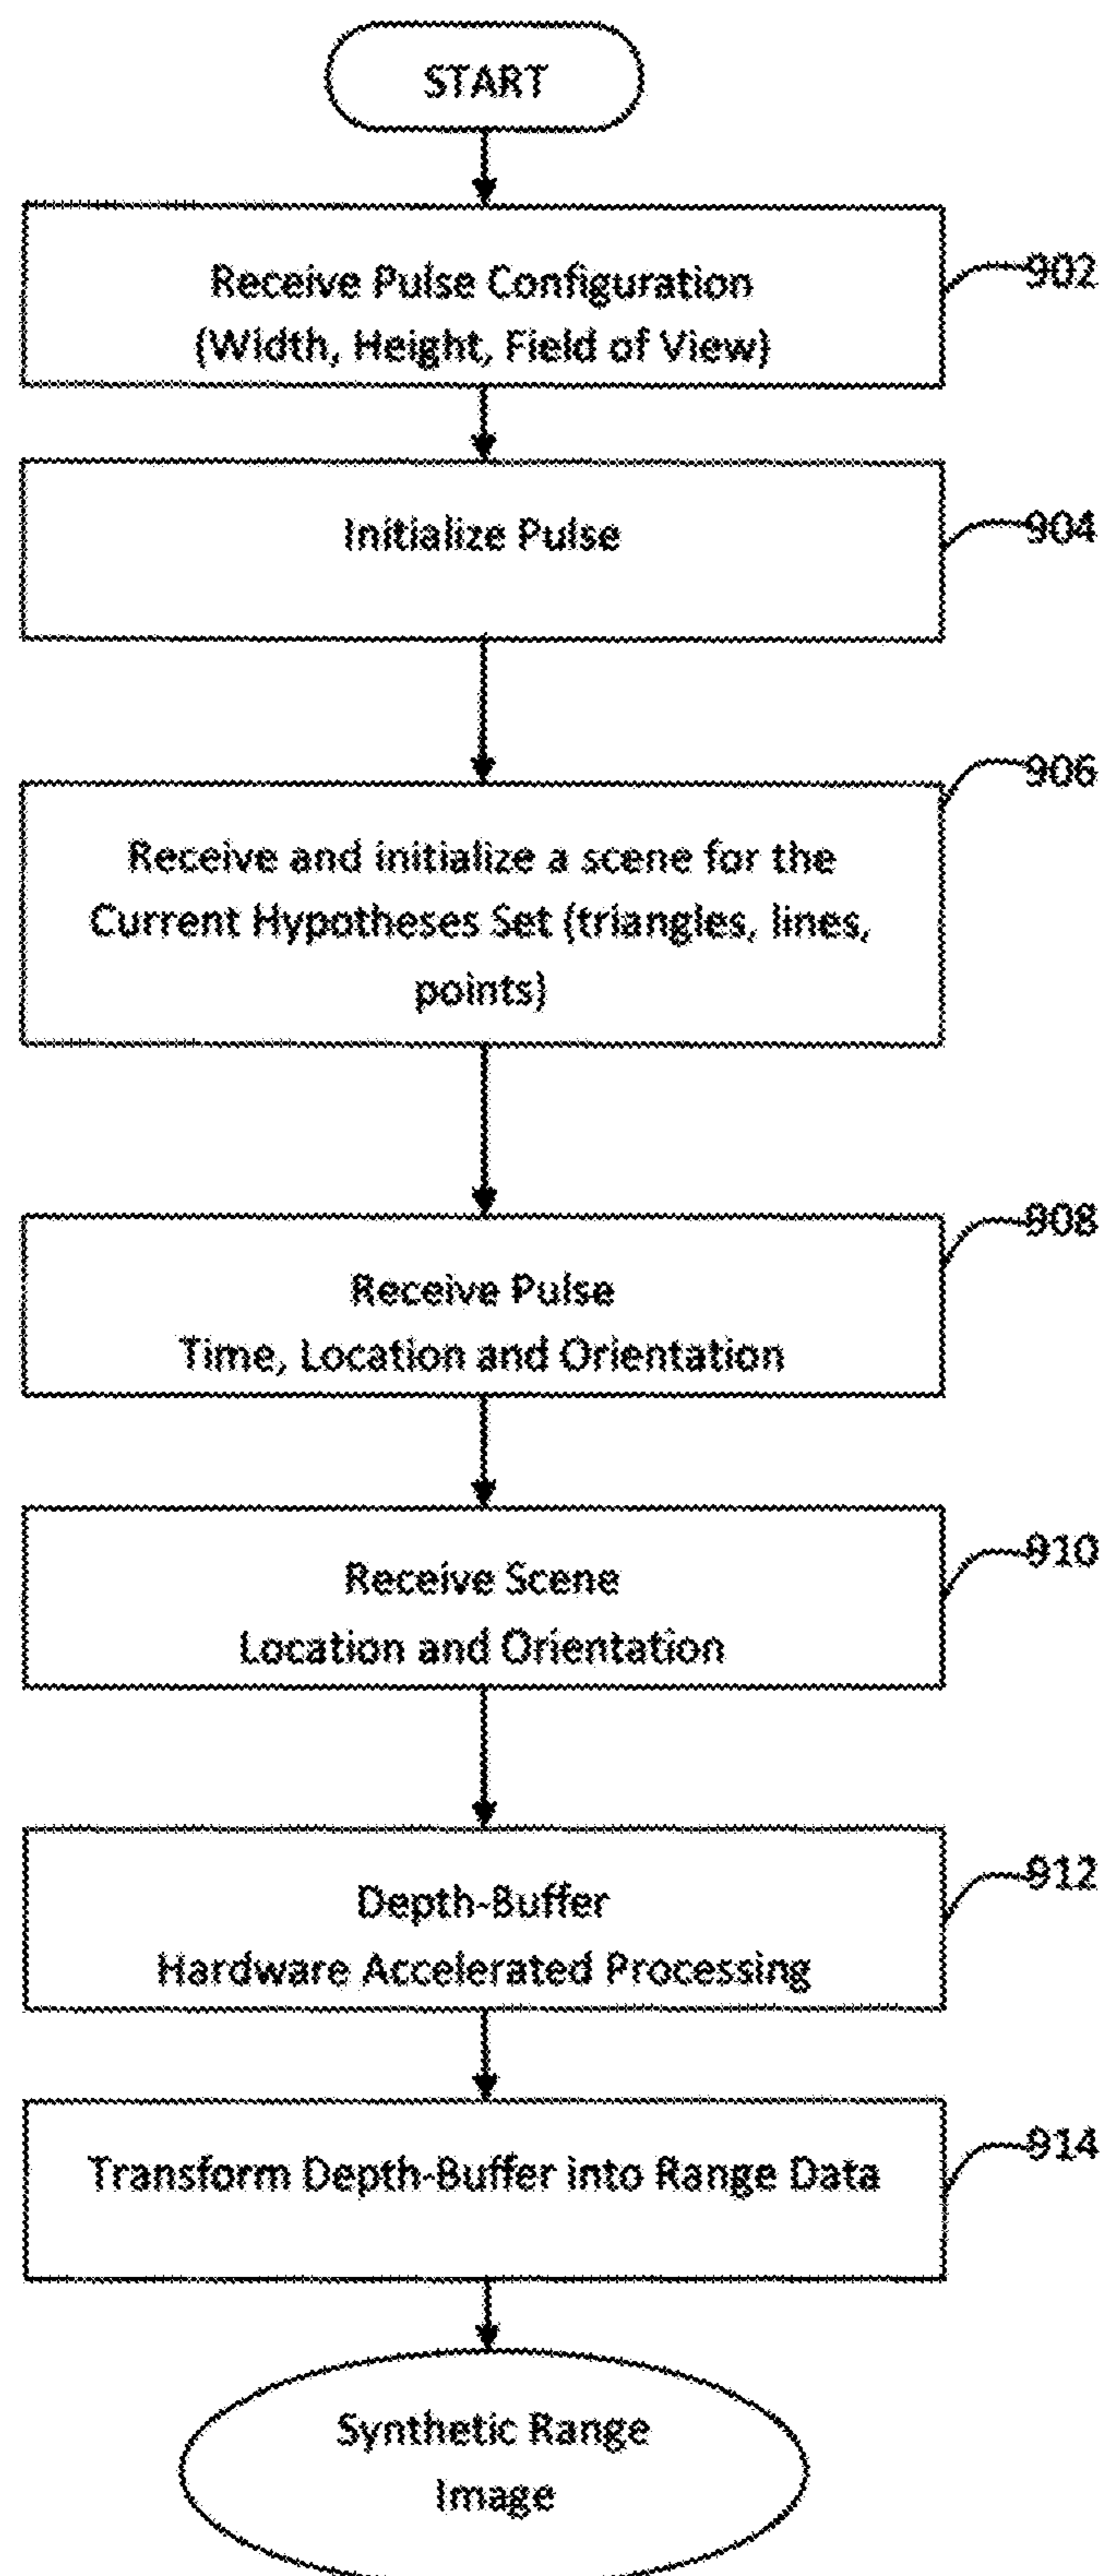 START
Receive Pulse Configuration
(Width, Height, Field of View)
902
Initialize Pulse
904
906
Receive and initialize a scene for the
Current Hypotheses Set (triangles, lines,
points)
908
Receive Pulse
Time, Location and Orientation
910
Receive Scene
Location and Orientation
912
Depth-Buffer
Hardware Accelerated Processing
914
Transform Depth-Buffer into Range Data
Synthetic Range
Image